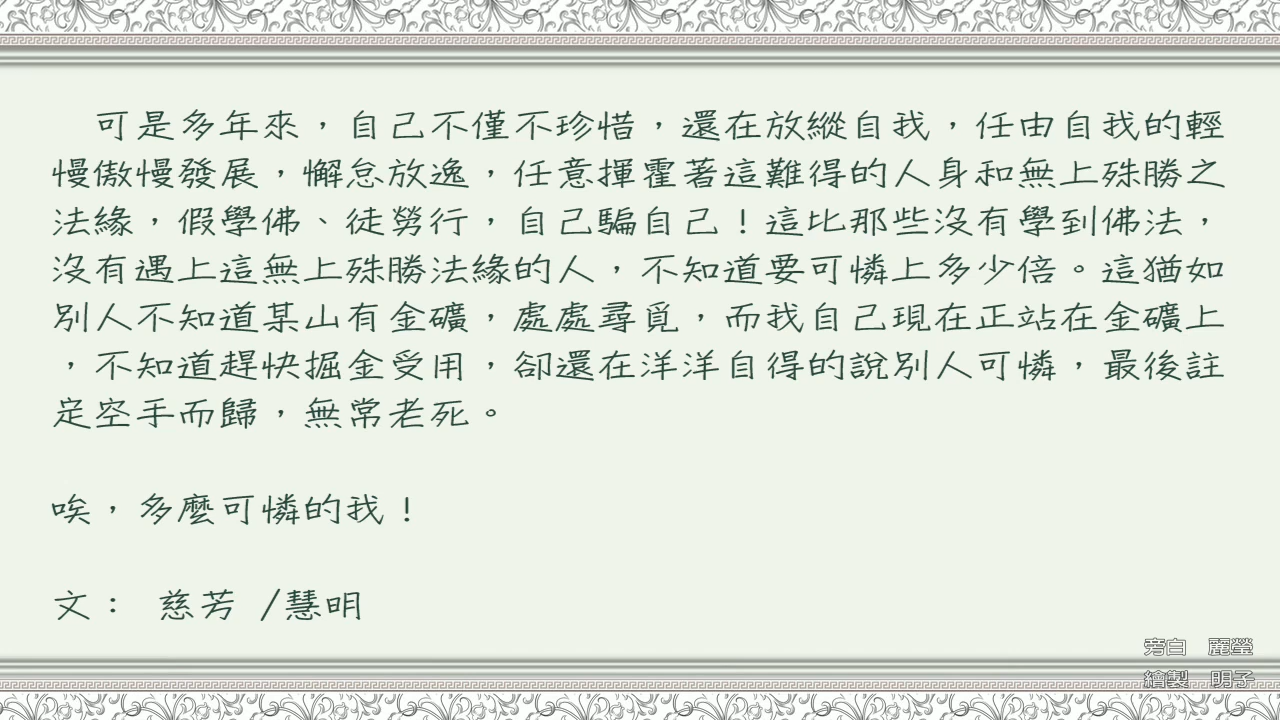 可是多年來，自己不僅不珍惜，還在放縱自我，任由自我的輕
慢傲慢發展，懈怠放逸，任意揮霍著這難得的人身和無上殊勝之
法緣，假學佛、徒勞行，自己騙自己！這比那些沒有學到佛法，
沒有遇上這無上殊勝法緣的人，不知道要可憐上多少倍。這猶如
別人不知道某山有金礦，處處尋覓，而我自己現在正站在金礦上
，不知道趕快掘金受用，卻還在洋洋自得的說別人可憐，最後註
定空手而歸，無常老死。
唉，多麼可憐的我！
文： 慈芳 /慧明
旁白 麗瑩
繪製 明子